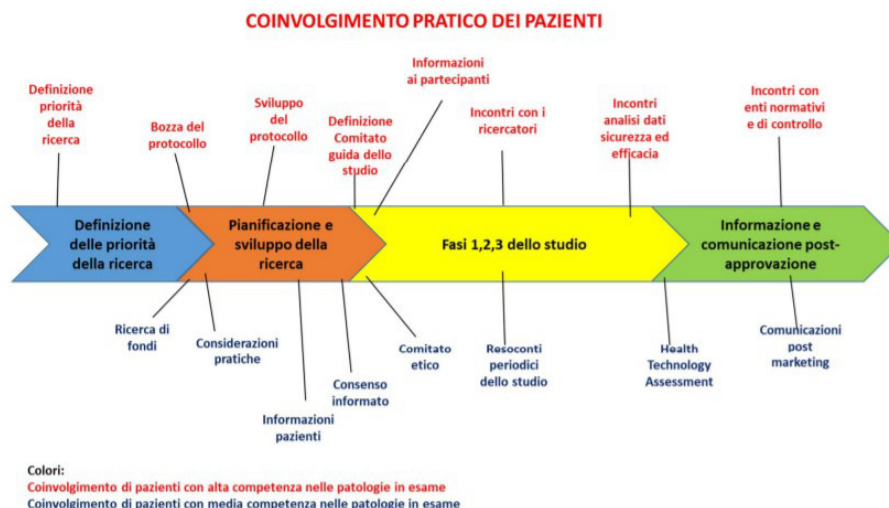 COINVOLGIMENTO PRATICO DEI PAZIENTI
Definizione
priorità
della
ricerca
Bozza del
protocollo
Sviluppo
del
protocollo
Definizione
Comitato
guida dello
studio
Informazioni
ai partecipanti
Incontri con i
ricercatori
Incontri
analisi dati
sicurezza ed
efficacia
Incontri con
enti normativi
e di controllo
Definizione
delle priorità
della ricerca
Pianificazione e
sviluppo della
ricerca
Fasi 1,2,3 dello studio
Informazione e
comunicazione post-
approvazione
Ricerca di
fondi
Considerazioni
pratiche
Informazioni
pazienti
Consenso
informato
Comitato
etico
Resoconti
periodici
dello studio
Health
Technology
Assessment
Comunicazioni
post
marketing
Colori:
Coinvolgimento di pazienti con alta competenza nelle patologie in esame
Coinvolgimento di pazienti con media competenza nelle patologie in esame